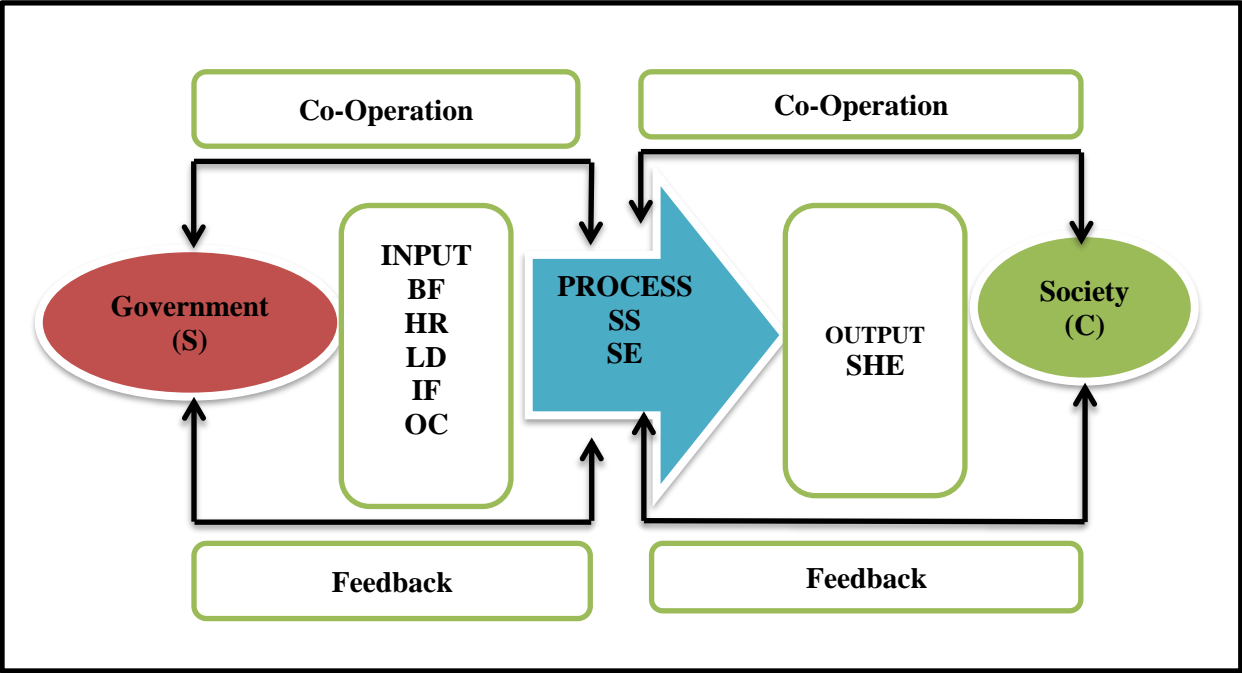 Co-Operation
Co-Operation
Government
(S)
INPUT
BF
HR
LD
IF
OC
PROCESS
SS
SE
OUTPUT
SHE
Society
(C)
Feedback
Feedback